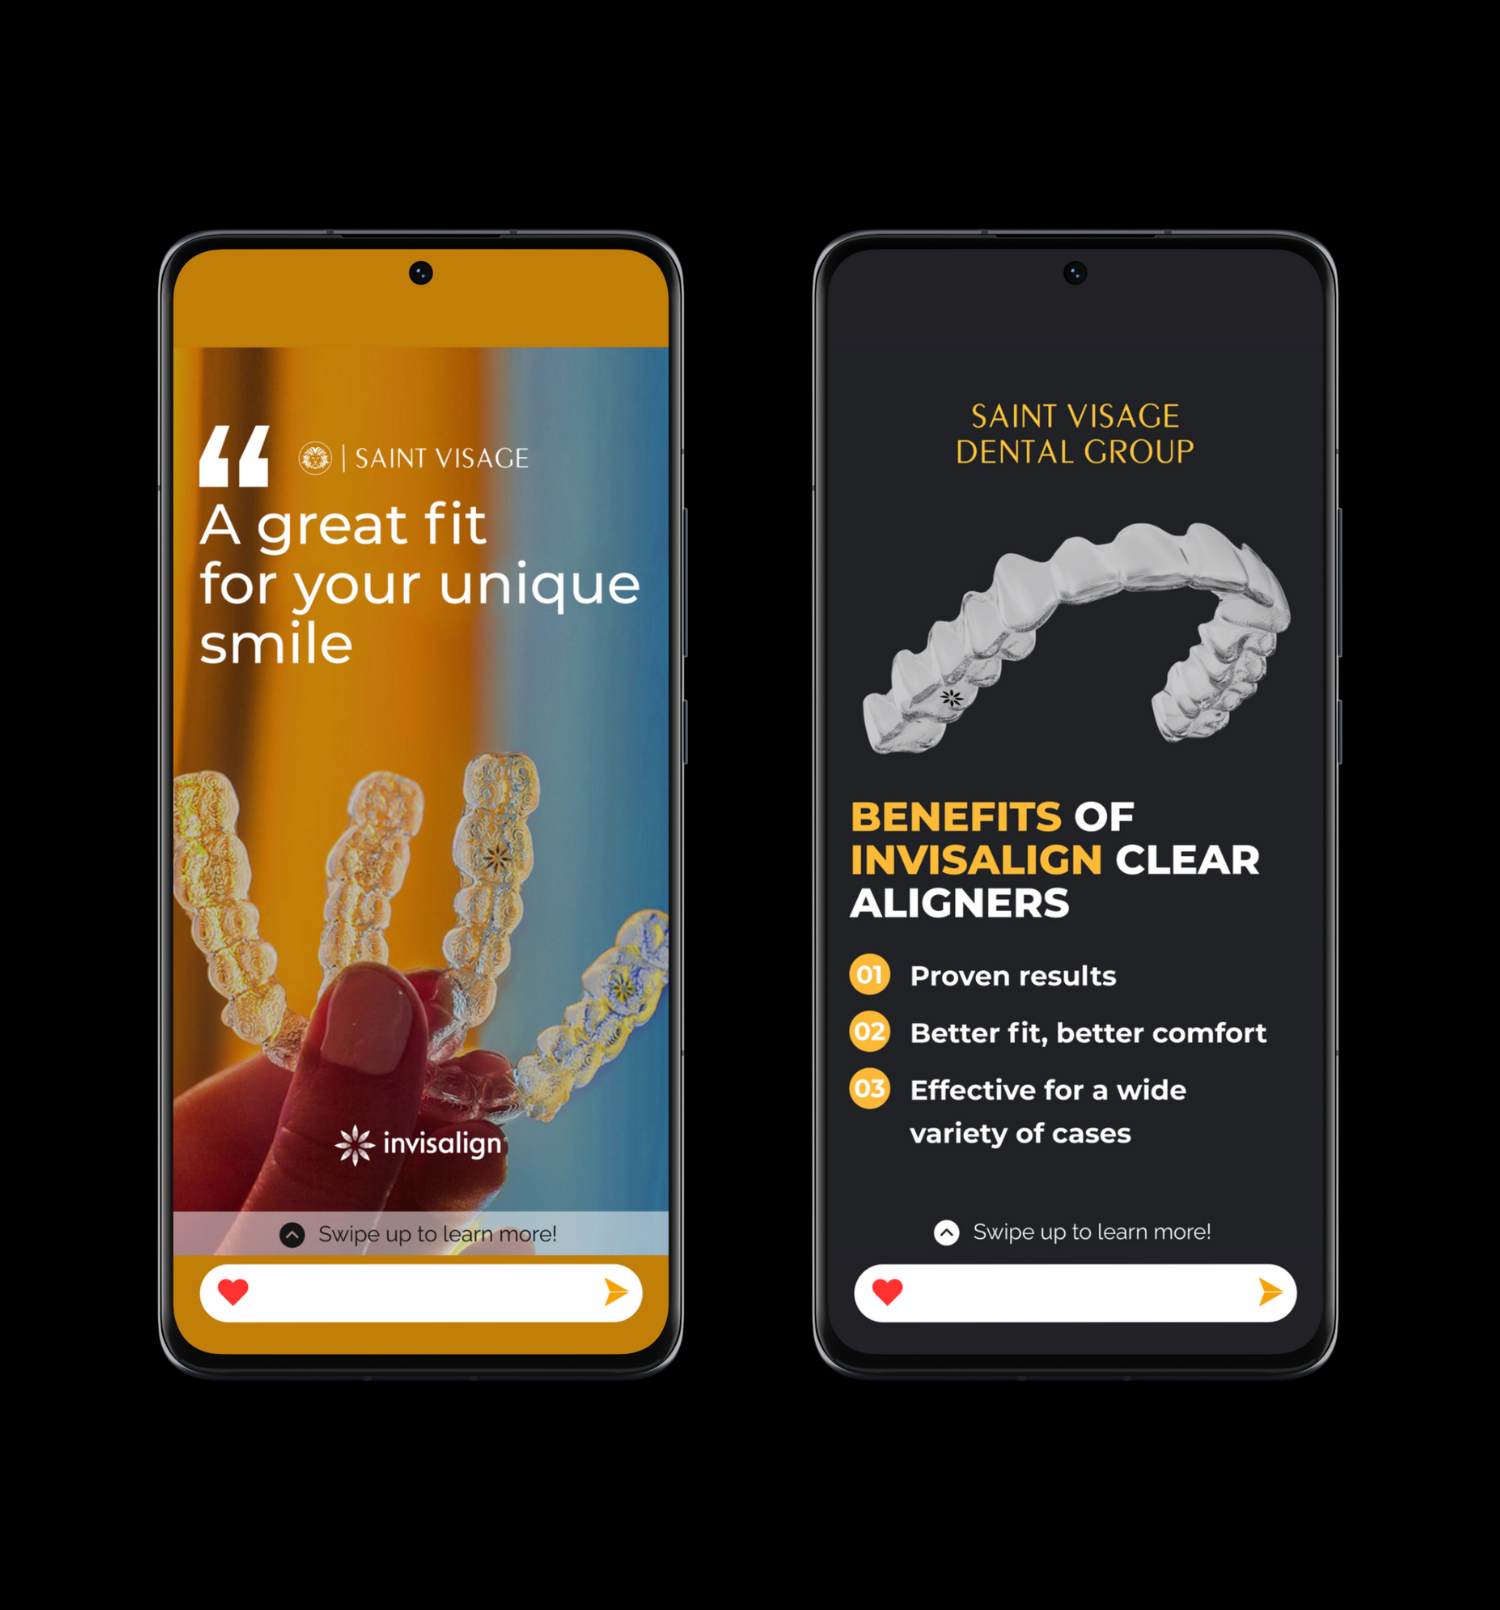 SAINT VISAGE
A great fit
for your unique
smile
invisalign
Swipe up to learn more!
SAINT VISAGE
DENTAL GROUP
BENEFITS OF
INVISALIGN CLEAR
ALIGNERS
01 Proven results
02 Better fit, better comfort
03 Effective for a wide
variety of cases
Swipe up to learn more!